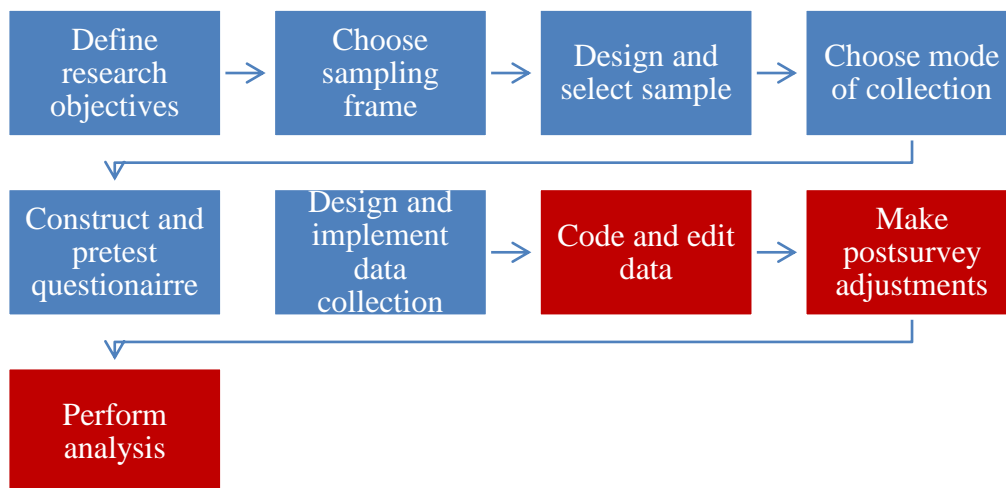 Define
research
objectives
Choose
sampling
frame
Design and
select sample
Choose mode
of collection
Construct and
pretest
questionairre
Design and
implement
data
collection
Code and edit
data
Make
postsurvey
adjustments
Perform
analysis